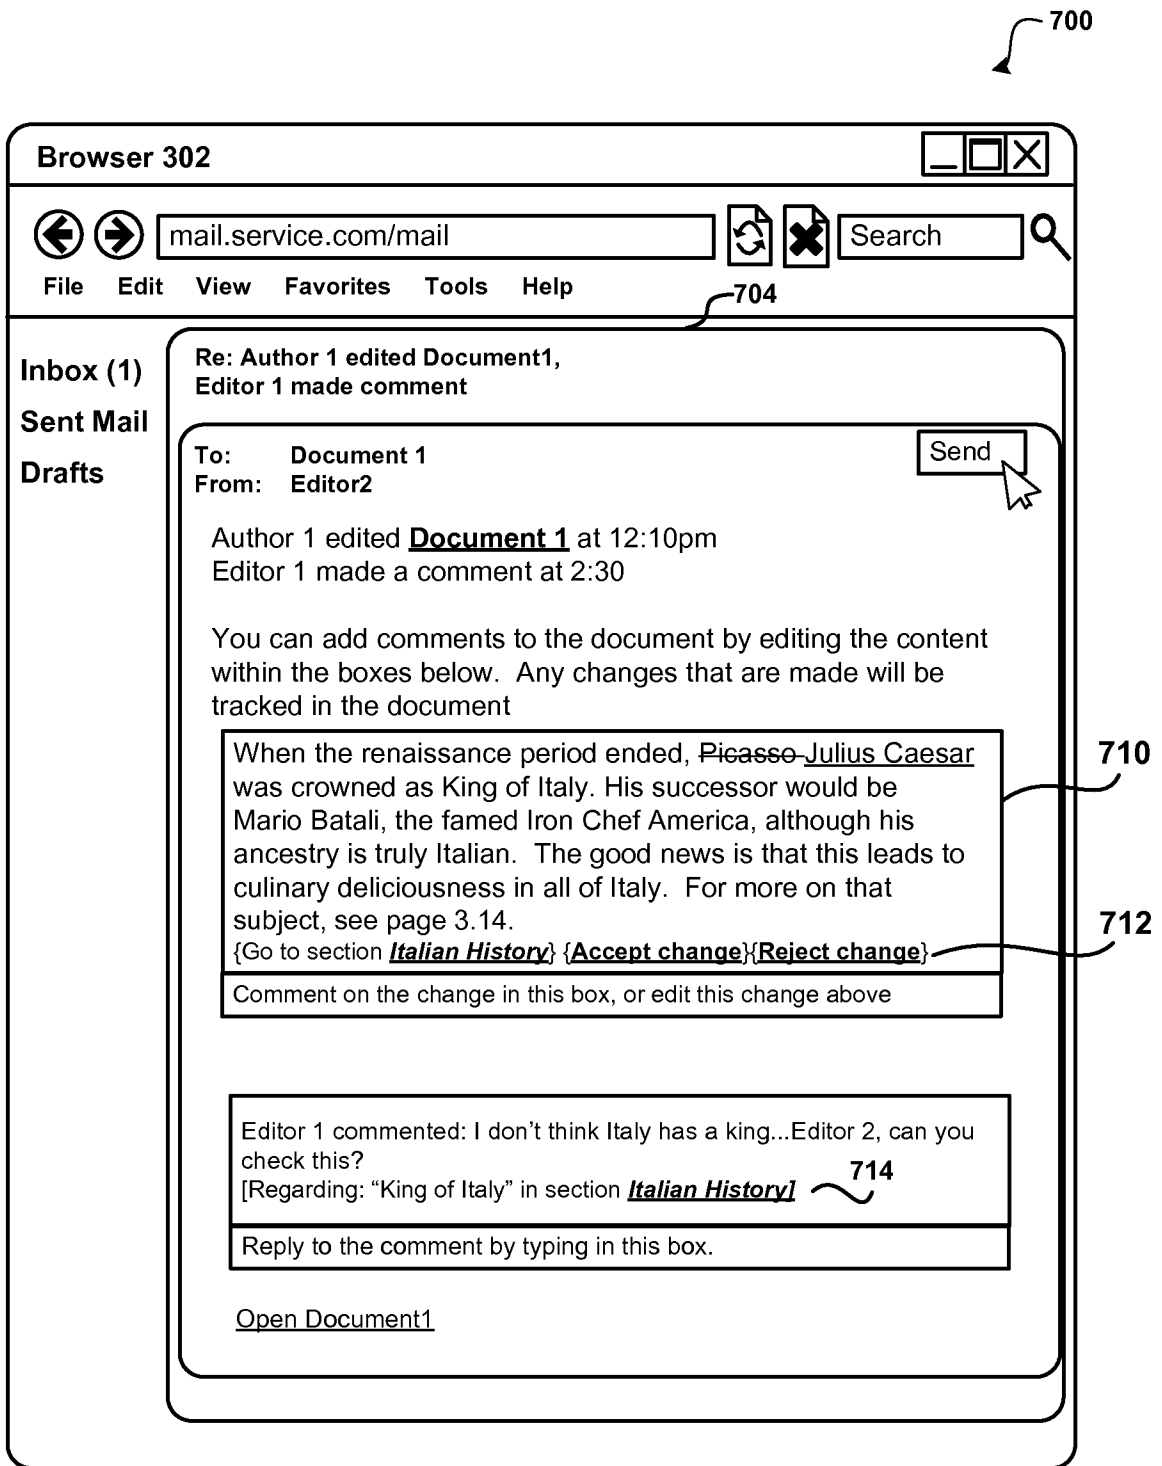 700
Browser 302
mail.service.com/mail
Search
File Edit View Favorites Tools Help
704
Inbox (1)
Sent Mail
Drafts
Re: Author 1 edited Document1,
Editor 1 made comment
To: Document 1
From: Editor2
Send
Author 1 edited Document 1 at 12:10pm
Editor 1 made a comment at 2:30
You can add comments to the document by editing the content
within the boxes below.  Any changes that are made will be
tracked in the document
When the renaissance period ended, Picasso Julius Caesar
was crowned as King of Italy. His successor would be
Mario Batali, the famed Iron Chef America, although his
ancestry is truly Italian.  The good news is that this leads to
culinary deliciousness in all of Italy.  For more on that
subject, see page 3.14.
{Go to section Italian History} {Accept change}{Reject change}
710
712
Comment on the change in this box, or edit this change above
Editor 1 commented: I don't think Italy has a king...Editor 2, can you
check this?
[Regarding: “King of Italy” in section Italian History]
714
Reply to the comment by typing in this box.
Open Document1